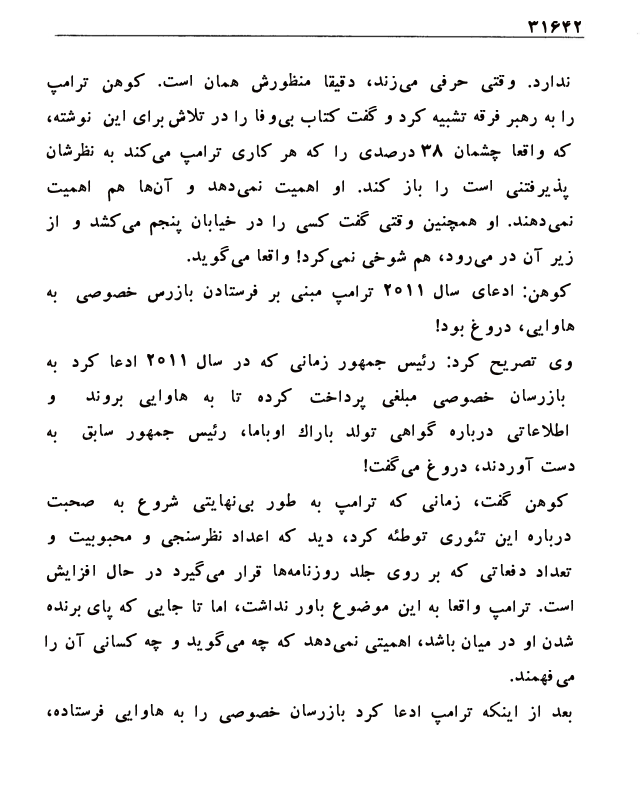 ۳۱۶۴۲
ندارد. وقتی حرفی می‌زند، دقیقا منظورش همان است. کوهن ترامپ
را به رهبر فرقه تشبیه کرد و گفت کتاب بی‌وفا را در تلاش برای این نوشته،
که واقعا چشمان ۳۸ درصدی را که هر کاری ترامپ می‌کند به نظرشان
پذیرفتنی است را باز کند. او اهمیت نمی‌دهد و آن‌ها هم اهمیت
نمی‌دهند. او همچنین وقتی گفت کسی را در خیابان پنجم می‌کشد و از
زیر آن در می‌رود، هم شوخی نمی‌کرد! واقعا می‌گوید.
کوهن: ادعای سال ۲۰۱۱ ترامپ مبنی بر فرستادن بازرس خصوصی به
هاوایی، دروغ بود!
وی تصریح کرد: رئیس جمهور زمانی که در سال ۲۰۱۱ ادعا کرد به
بازرسان خصوصی مبلغی پرداخت کرده تا به هاوایی بروند و
اطلاعاتی درباره گواهی تولد باراك اوباما، رئیس جمهور سابق به
دست آوردند، دروغ می‌گفت!
کوهن گفت، زمانی که ترامپ به طور بی‌نهایتی شروع به صحبت
درباره این تئوری توطئه کرد، دید که اعداد نظرسنجی و محبوبیت و
تعداد دفعاتی که بر روی جلد روزنامه‌ها قرار می‌گیرد در حال افزایش
است. ترامپ واقعا به این موضوع باور نداشت، اما تا جایی که پای برنده
شدن او در میان باشد، اهمیتی نمی‌دهد که چه می‌گوید و چه کسانی آن را
می‌فهمند.
بعد از اینکه ترامپ ادعا کرد بازرسان خصوصی را به هاوایی فرستاده،